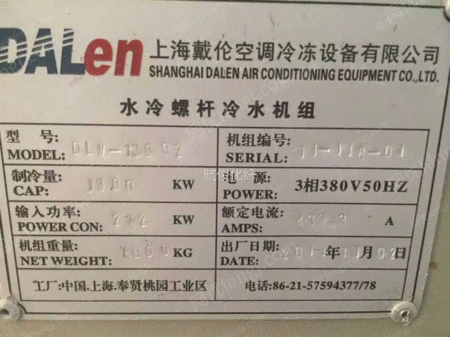 DALen 上海戴伦空调冷冻设备有限公司
SHANGHAI DALEN AIR CONDITIONING EQUIPMENT CO.,LTD.
水冷螺杆冷水机组
型号: 机组编号:
MODEL: SERIAL:
制冷量: KW 电源: 3相380V50HZ
CAP: POWER:
输入功率: KW 额定电流: A
POWER CON: AMPS:
机组重量: KG 出厂日期: 年 月 日
NET WEIGHT: DATE:
工厂:中国.上海.奉贤桃园工业区 电话:86-21-57594377/78